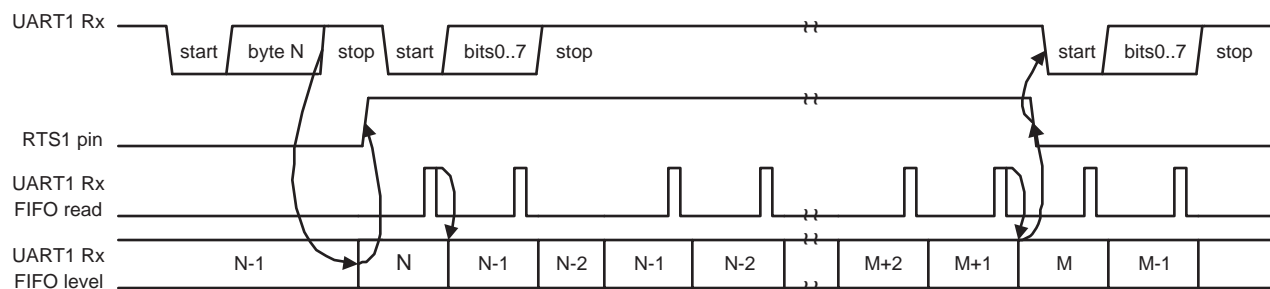 UART1 Rx
start byte N stop start bits0..7 stop start bits0..7 stop
RTS1 pin
UART1 Rx
FIFO read
UART1 Rx
FIFO level
N-1 N N-1 N-2 N-1 N-2 M+2 M+1 M M-1